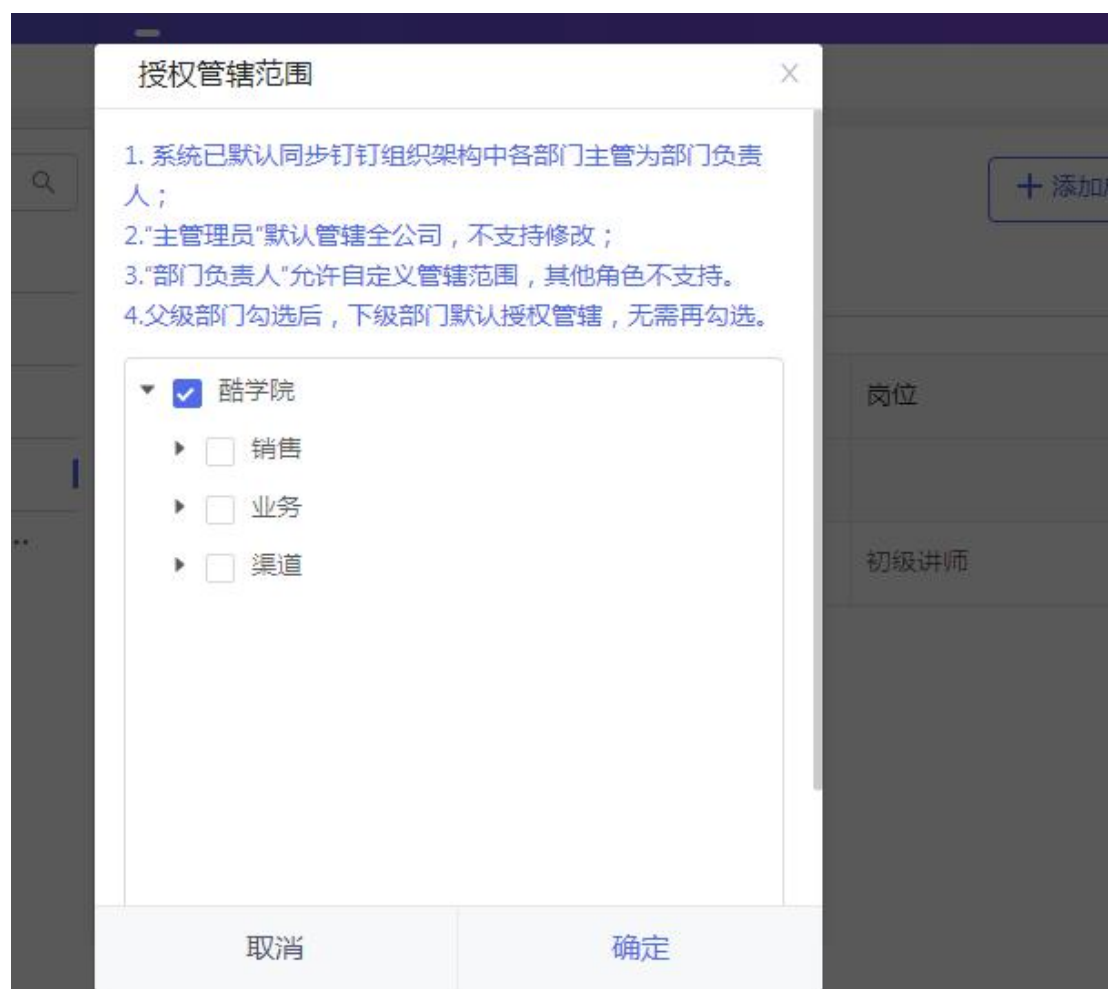 授权管辖范围
1. 系统已默认同步钉钉组织架构中各部门主管为部门负责
人；
2."主管理员"默认管辖全公司，不支持修改；
3."部门负责人"允许自定义管辖范围，其他角色不支持。
4.父级部门勾选后，下级部门默认授权管辖，无需再勾选。
添加
酷学院
岗位
销售
业务
渠道
初级讲师
取消
确定